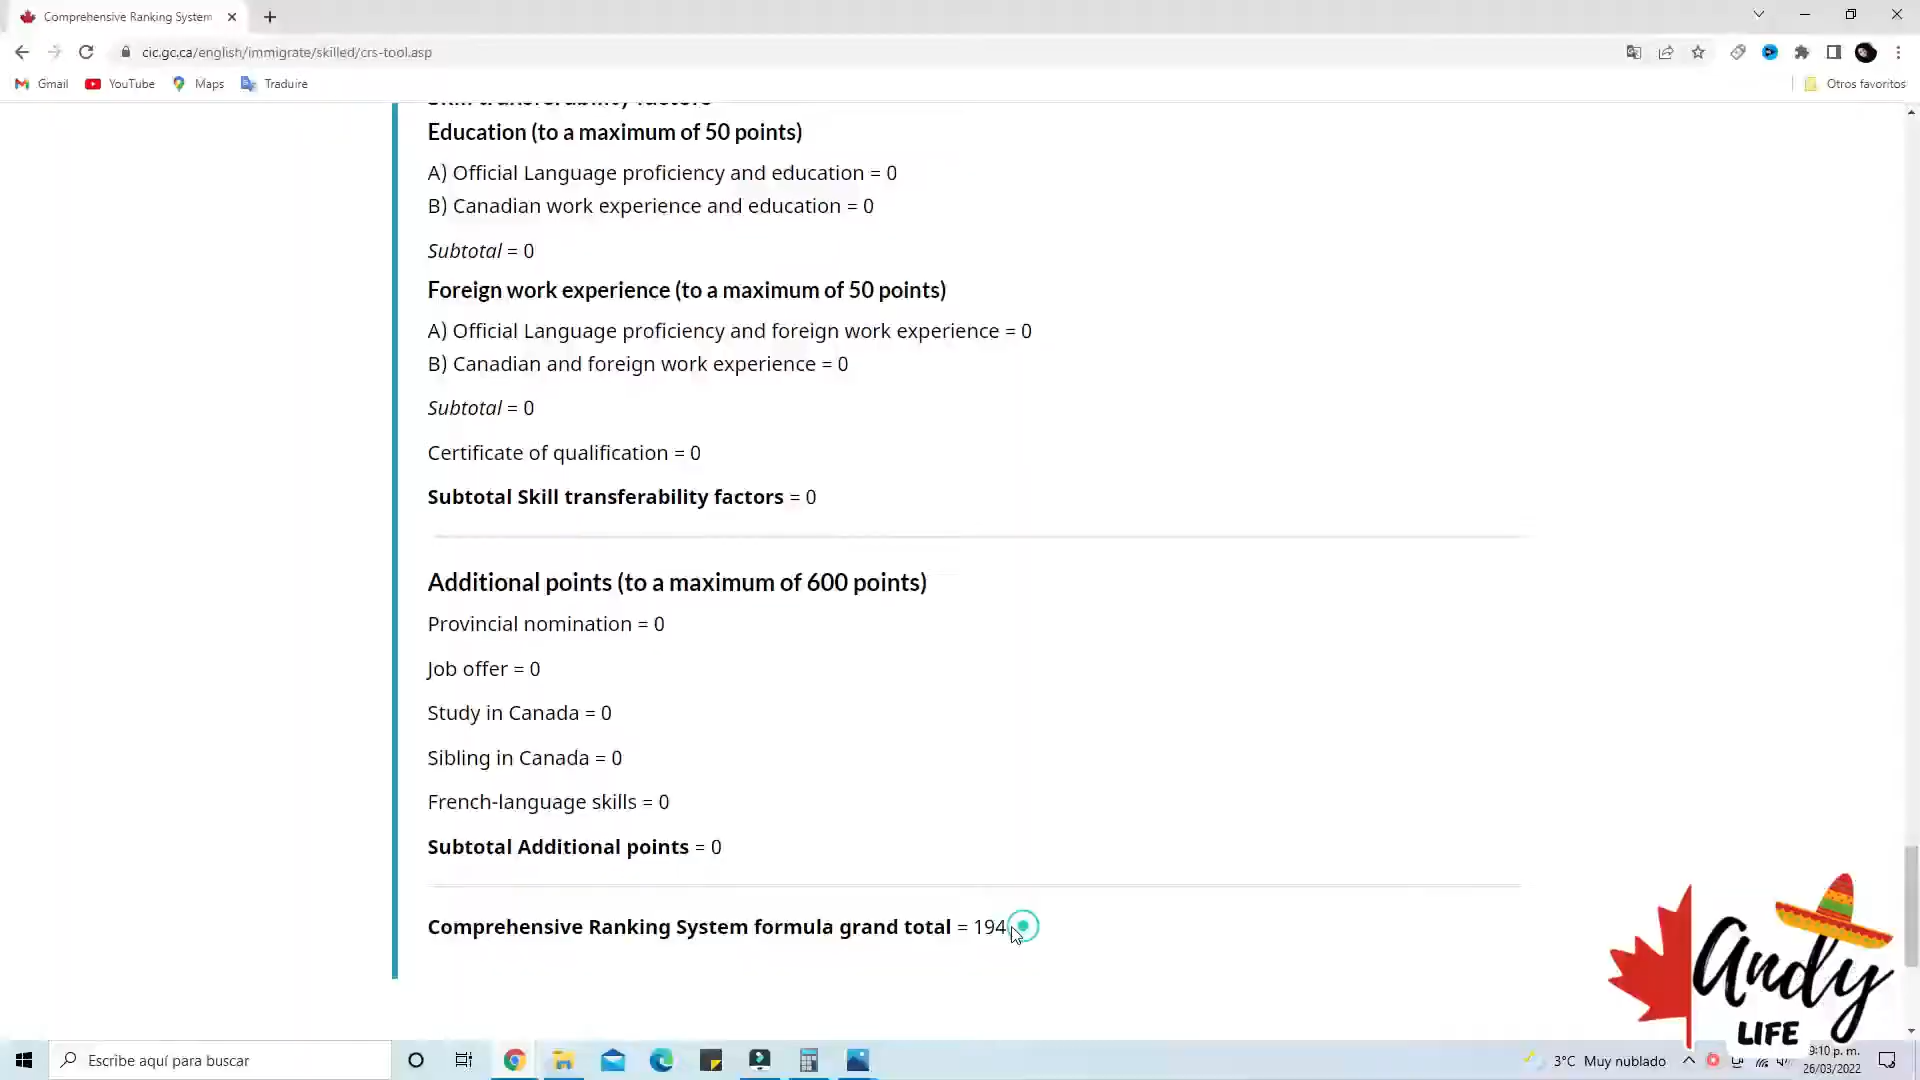 Comprehensive Ranking System
cic.gc.ca/english/immigrate/skilled/crs-tool.asp
Gmail YouTube Maps Traduire Otros favoritos
Skill transferability factors
Education (to a maximum of 50 points)
A) Official Language proficiency and education = 0
B) Canadian work experience and education = 0
Subtotal = 0
Foreign work experience (to a maximum of 50 points)
A) Official Language proficiency and foreign work experience = 0
B) Canadian and foreign work experience = 0
Subtotal = 0
Certificate of qualification = 0
Subtotal Skill transferability factors = 0
Additional points (to a maximum of 600 points)
Provincial nomination = 0
Job offer = 0
Study in Canada = 0
Sibling in Canada = 0
French-language skills = 0
Subtotal Additional points = 0
Comprehensive Ranking System formula grand total = 194
Andy
LIFE
Escribe aquí para buscar
3°C Muy nublado
9:10 p. m.
26/03/2022